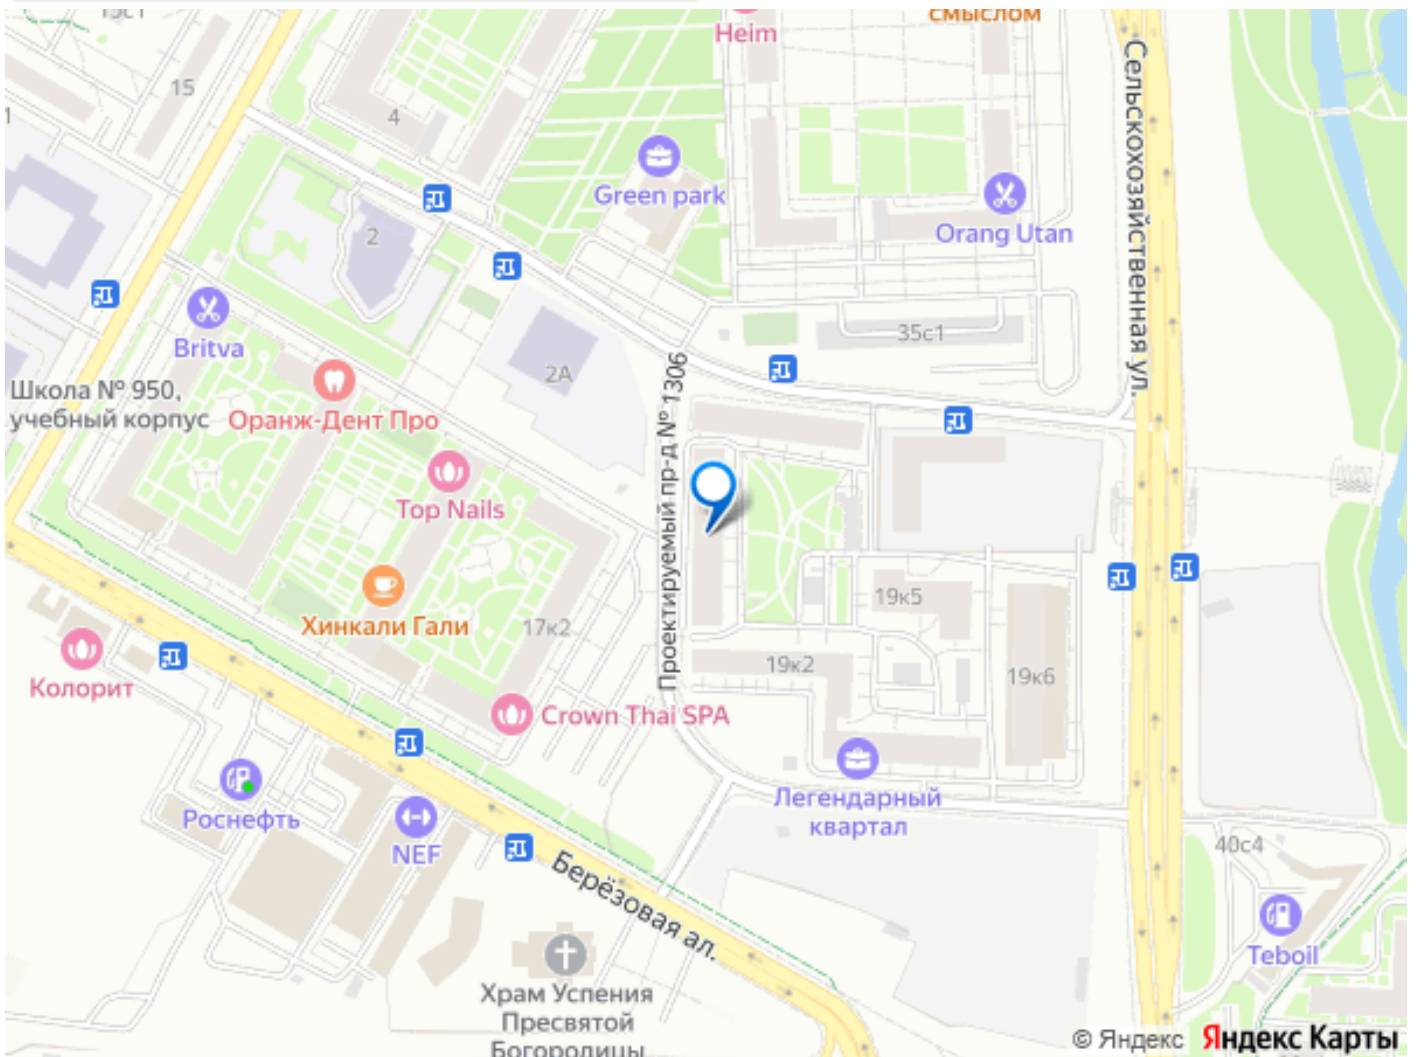 15с1
Heim
смыслом
15
4
Green park
Orang Utan
Сельскохозяйственная ул.
2
35с1
Britva
2А
Школа № 950,
учебный корпус
Оранж-Дент Про
Проектируемый пр-д № 1306
Top Nails
Хинкали Гали
17к2
19к5
19к2
19к6
Колорит
Crown Thai SPA
Роснефть
NEF
Легендарный
квартал
40с4
Берёзовая ал.
Teboil
Храм Успения
Пресвятой
Богородицы
© Яндекс Яндекс Карты